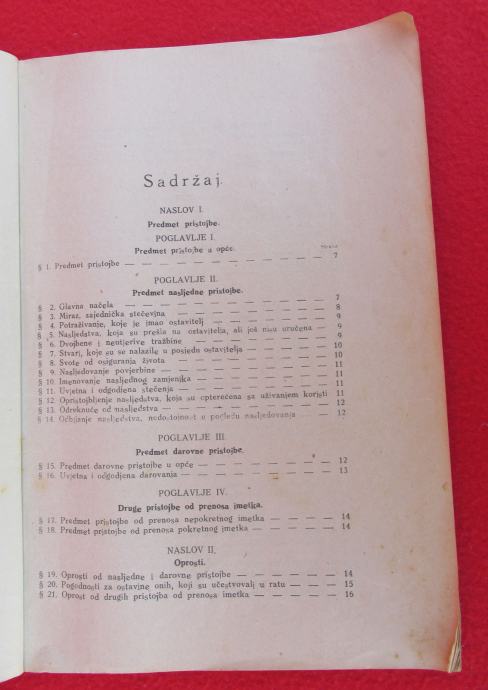 Sadržaj.
NASLOV I.
Predmet pristojbe.
POGLAVLJE I.
Predmet pristojbe u opće.
Strana
§ 1. Predmet pristojbe — — — — — — — — — — — — 7
POGLAVLJE II.
Predmet nasljedne pristojbe.
§ 2. Glavna načela — — — — — — — — — — — — 7
§ 3. Miraz, zajednička stečevina — — — — — — — — 8
§ 4. Potraživanje, koje je imao ostavitelj — — — — — — 9
§ 5. Nasljedstva, koja su prešla na ostavitelja, ali još nisu uručena — 9
§ 6. Dvojbene i neutjerive tražbine — — — — — — — 9
§ 7. Stvari, koje su se nalazile u posjedu ostavitelja — — — — 10
§ 8. Svote od osiguranja života — — — — — — — — 10
§ 9. Nasljedovanje povjerbine — — — — — — — — 11
§ 10. Imenovanje nasljednog zamjenika — — — — — — 11
§ 11. Uvjetna i odgođena stečenja — — — — — — — 11
§ 12. Opristojbljenje nasljedstva, koja su opterećena sa uživanjem koristi 11
§ 13. Odreknuće od nasljedstva — — — — — — — — 12
§ 14. Odbijanje nasljedstva, nedostojnost u pogledu nasljedovanja — — 12
POGLAVLJE III.
Predmet darovne pristojbe.
§ 15. Predmet darovne pristojbe u opće — — — — — — 12
§ 16. Uvjetna i odgođena darovanja — — — — — — — 13
POGLAVLJE IV.
Druge pristojbe od prenosa imetka.
§ 17. Predmet pristojbe od prenosa nepokretnog imetka — — — 14
§ 18. Predmet pristojbe od prenosa pokretnog imetka — — — — 14
NASLOV II.
Oprosti.
§ 19. Oprosti od nasljedne i darovne pristojbe — — — — — 14
§ 20. Pogodnosti za ostavine onih, koji su učestvovalj u ratu — — 15
§ 21. Oprost od drugih pristojba od prenosa imetka — — — — 16